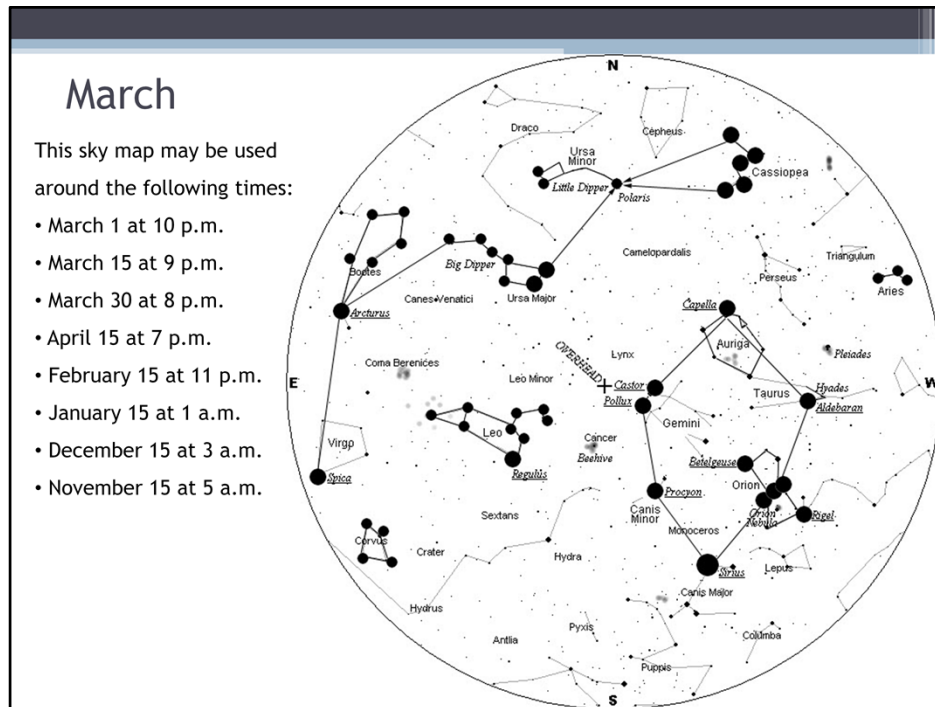 March
This sky map may be used
around the following times:
• March 1 at 10 p.m.
• March 15 at 9 p.m.
• March 30 at 8 p.m.
• April 15 at 7 p.m.
• February 15 at 11 p.m.
• January 15 at 1 a.m.
• December 15 at 3 a.m.
• November 15 at 5 a.m.
N
Draco
Cepheus
Ursa
Minor
Little Dipper
Polaris
Cassiopea
Bootes
Big Dipper
Ursa Major
Canes Venatici
Camelopardalis
Perseus
Triangulum
Aries
Arcturus
Capella
Auriga
Pleiades
Coma Berenices
Leo Minor
Lynx
OVERHEAD
E
W
Castor
Pollux
Gemini
Taurus
Hyades
Aldebaran
Leo
Regulus
Cancer
Beehive
Virgo
Spica
Betelgeuse
Orion
Orion
Nebula
Rigel
Procyon
Canis
Minor
Monoceros
Sextans
Corvus
Crater
Hydra
Sirius
Lepus
Canis Major
Hydrus
Antlia
Pyxis
Puppis
Columba
S